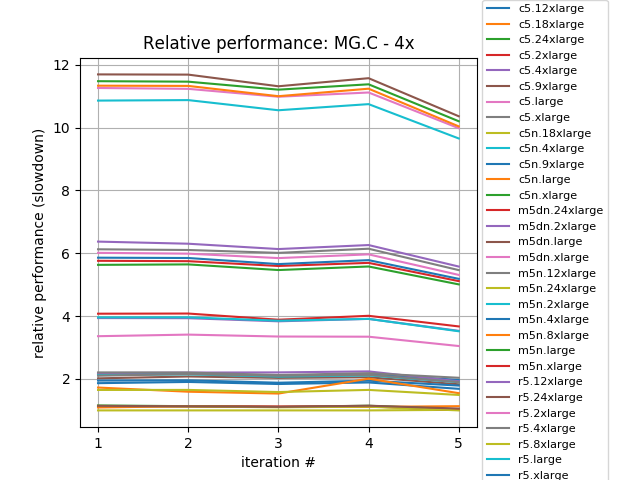 Relative performance: MG.C - 4x
relative performance (slowdown)
12
10
8
6
4
2
1
2
3
4
5
iteration #
c5.12xlarge
c5.18xlarge
c5.24xlarge
c5.2xlarge
c5.4xlarge
c5.9xlarge
c5.large
c5.xlarge
c5n.18xlarge
c5n.4xlarge
c5n.9xlarge
c5n.large
c5n.xlarge
m5dn.24xlarge
m5dn.2xlarge
m5dn.large
m5dn.xlarge
m5n.12xlarge
m5n.24xlarge
m5n.2xlarge
m5n.4xlarge
m5n.8xlarge
m5n.large
m5n.xlarge
r5.12xlarge
r5.24xlarge
r5.2xlarge
r5.4xlarge
r5.8xlarge
r5.large
r5.xlarge